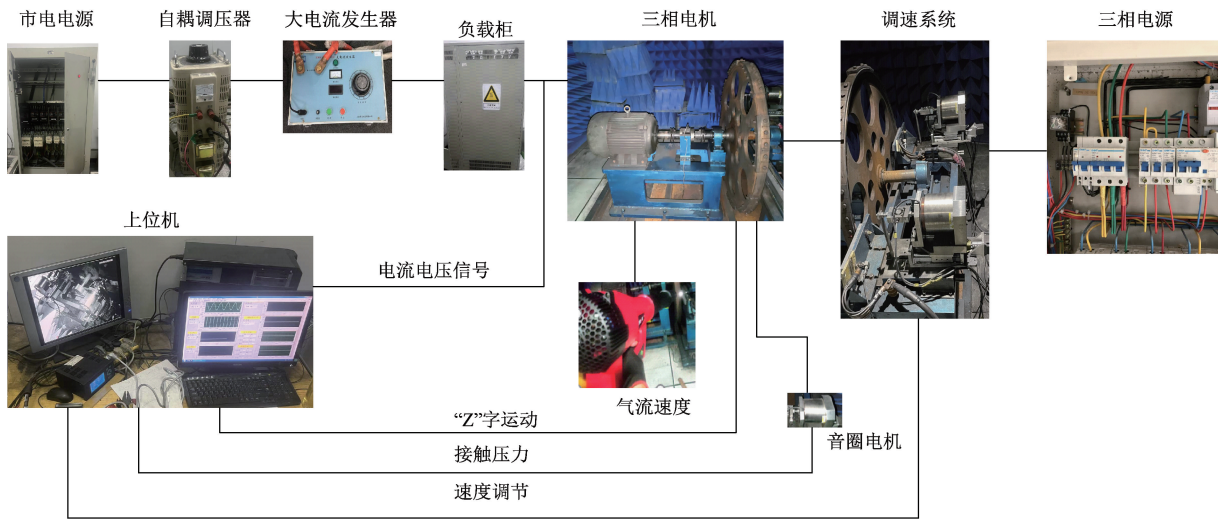 市电电源
自耦调压器
大电流发生器
负载柜
三相电机
调速系统
三相电源
上位机
电流电压信号
气流速度
音圈电机
“Z”字运动
接触压力
速度调节